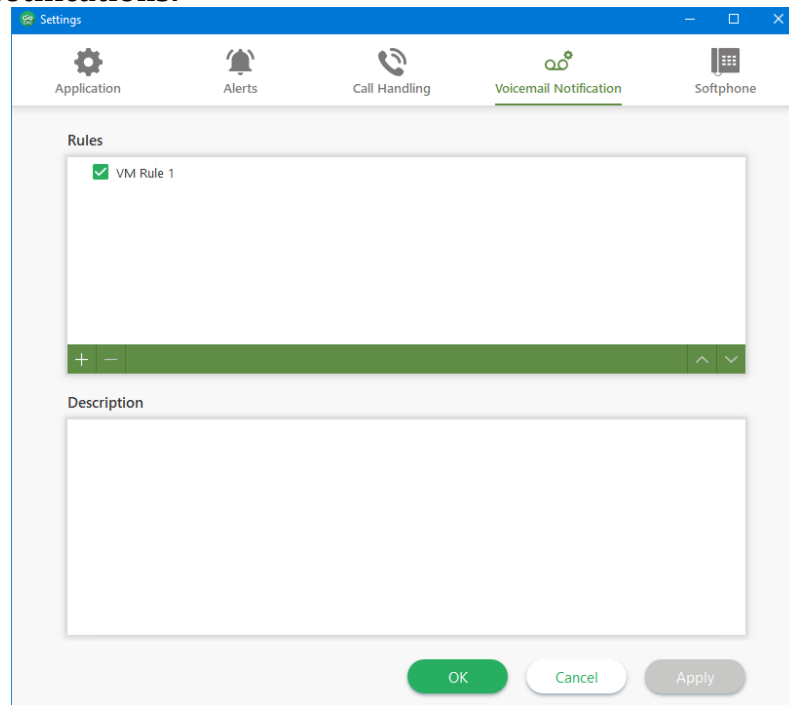 Settings
Application
Alerts
Call Handling
Voicemail Notification
Softphone
Rules
VM Rule 1
Description
OK
Cancel
Apply